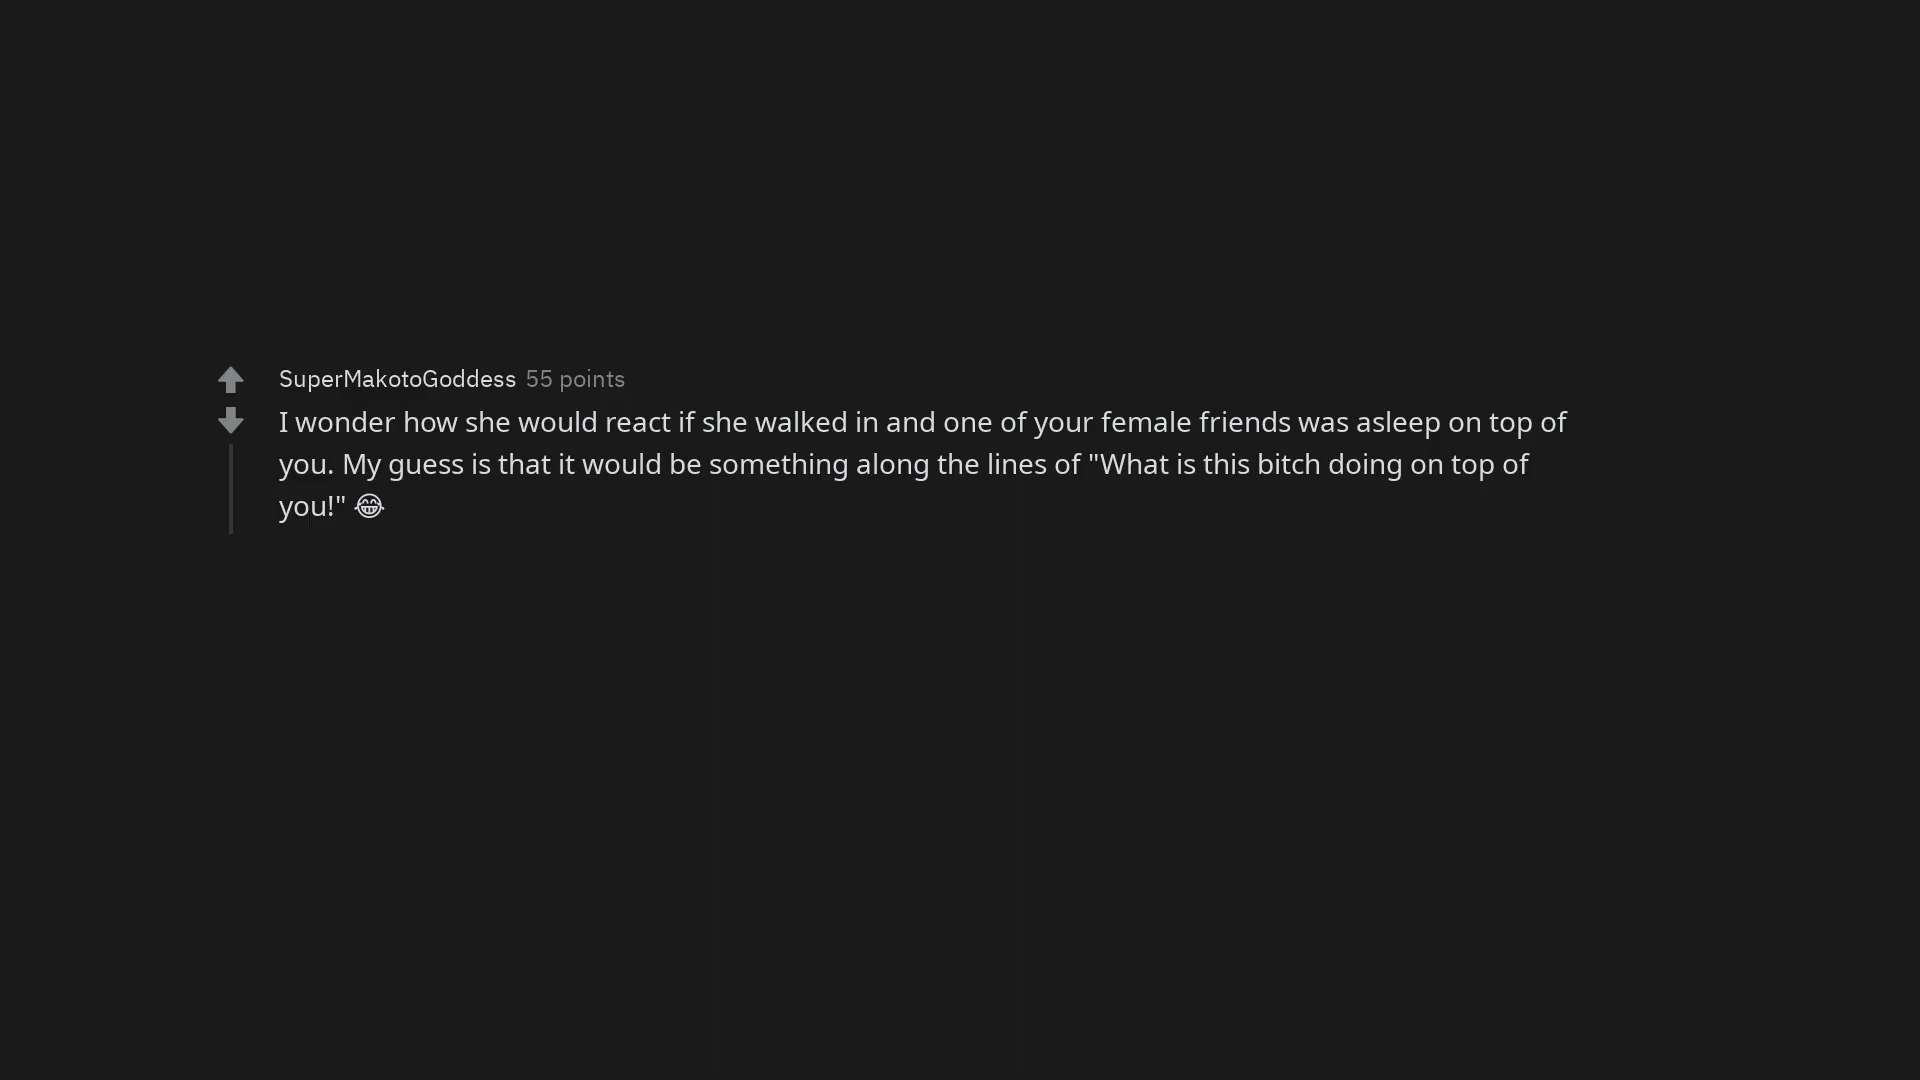 SuperMakotoGoddess 55 points
I wonder how she would react if she walked in and one of your female friends was asleep on top of
you. My guess is that it would be something along the lines of "What is this bitch doing on top of
you!" 😂